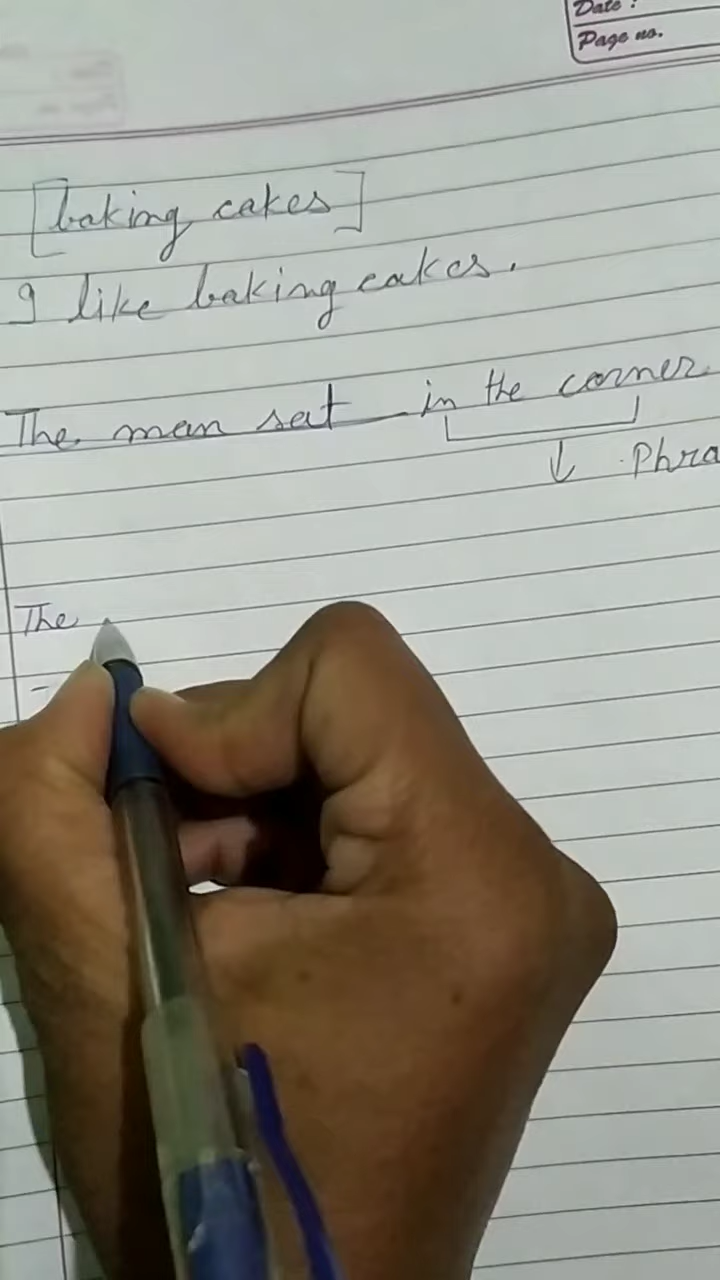 Date :
Page no.
[baking cakes]
I like baking cakes.
The man sat in the corner
↓ Phra
The